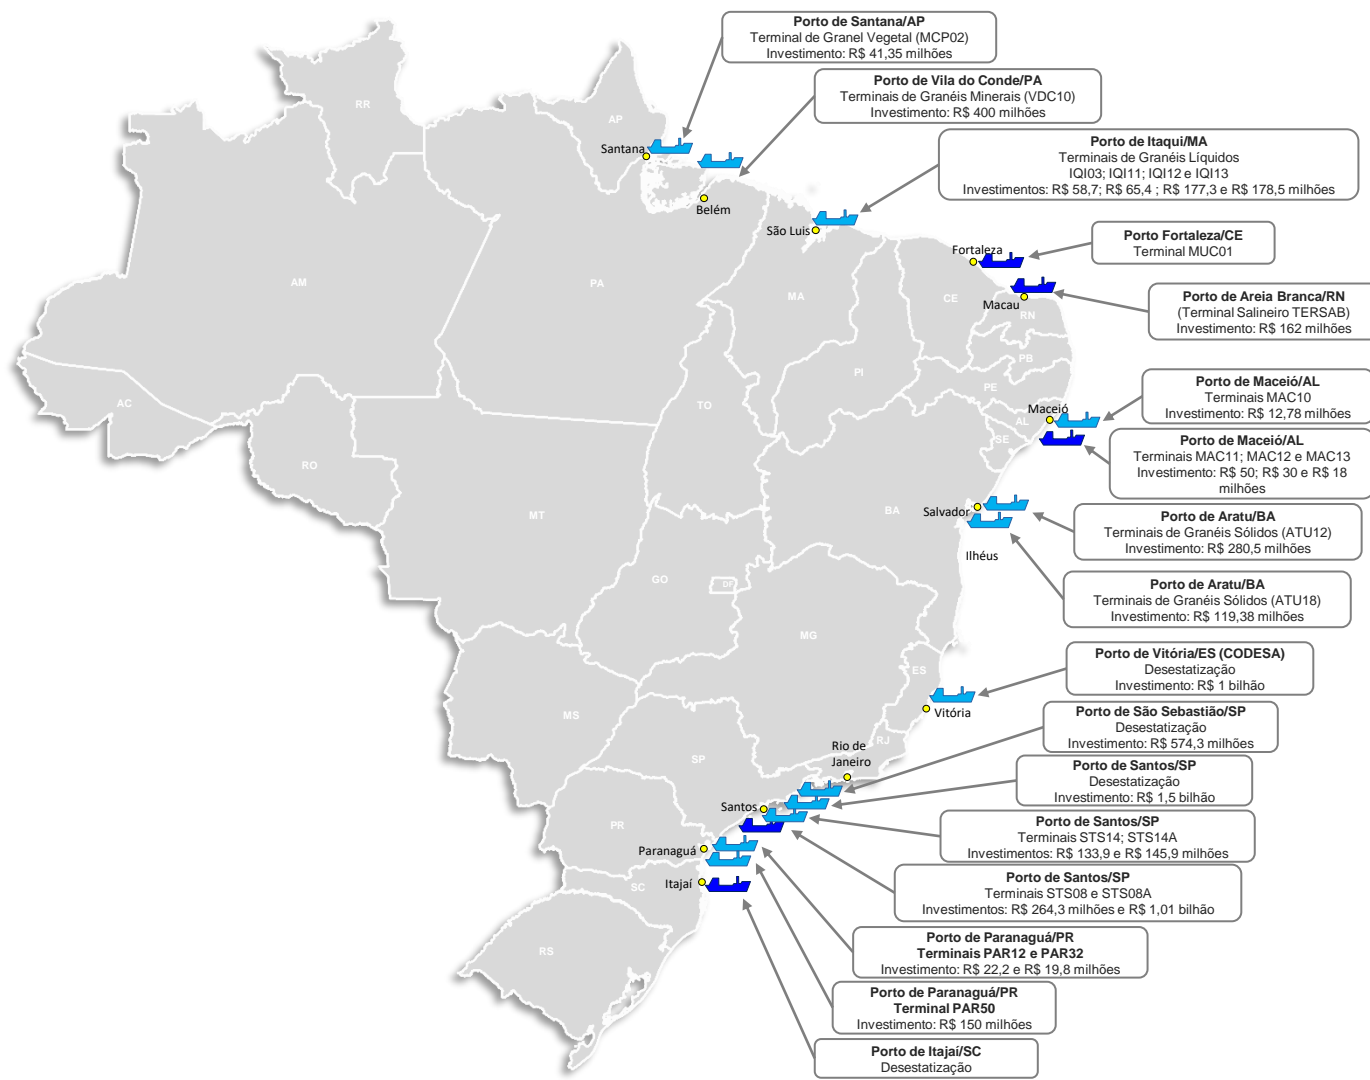 Porto de Santana/AP
Terminal de Granel Vegetal (MCP02)
Investimento: R$ 41,35 milhões
Porto de Vila do Conde/PA
Terminais de Granéis Minerais (VDC10)
Investimento: R$ 400 milhões
Porto de Itaqui/MA
Terminais de Granéis Líquidos
IQI03; IQI11; IQI12 e IQI13
Investimentos: R$ 58,7; R$ 65,4 ; R$ 177,3 e R$ 178,5 milhões
Porto Fortaleza/CE
Terminal MUC01
Porto de Areia Branca/RN
(Terminal Salineiro TERSAB)
Investimento: R$ 162 milhões
Porto de Maceió/AL
Terminais MAC10
Investimento: R$ 12,78 milhões
Porto de Maceió/AL
Terminais MAC11; MAC12 e MAC13
Investimento: R$ 50; R$ 30 e R$ 18
milhões
Porto de Aratu/BA
Terminais de Granéis Sólidos (ATU12)
Investimento: R$ 280,5 milhões
Porto de Aratu/BA
Terminais de Granéis Sólidos (ATU18)
Investimento: R$ 119,38 milhões
Porto de Vitória/ES (CODESA)
Desestatização
Investimento: R$ 1 bilhão
Porto de São Sebastião/SP
Desestatização
Investimento: R$ 574,3 milhões
Porto de Santos/SP
Desestatização
Investimento: R$ 1,5 bilhão
Porto de Santos/SP
Terminais STS14; STS14A
Investimentos: R$ 133,9 e R$ 145,9 milhões
Porto de Santos/SP
Terminais STS08 e STS08A
Investimentos: R$ 264,3 milhões e R$ 1,01 bilhão
Porto de Paranaguá/PR
Terminais PAR12 e PAR32
Investimento: R$ 22,2 e R$ 19,8 milhões
Porto de Paranaguá/PR
Terminal PAR50
Investimento: R$ 150 milhões
Porto de Itajaí/SC
Desestatização
RR
AP
Santana
Belém
São Luis
Fortaleza
Macau
AM
PA
MA
CE
RN
PB
PI
PE
Maceió
AL
SE
AC
TO
RO
MT
BA
Salvador
Ilhéus
GO
DF
MG
ES
Vitória
MS
RJ
Rio de
Janeiro
SP
Santos
PR
Paranaguá
Itajaí
SC
RS